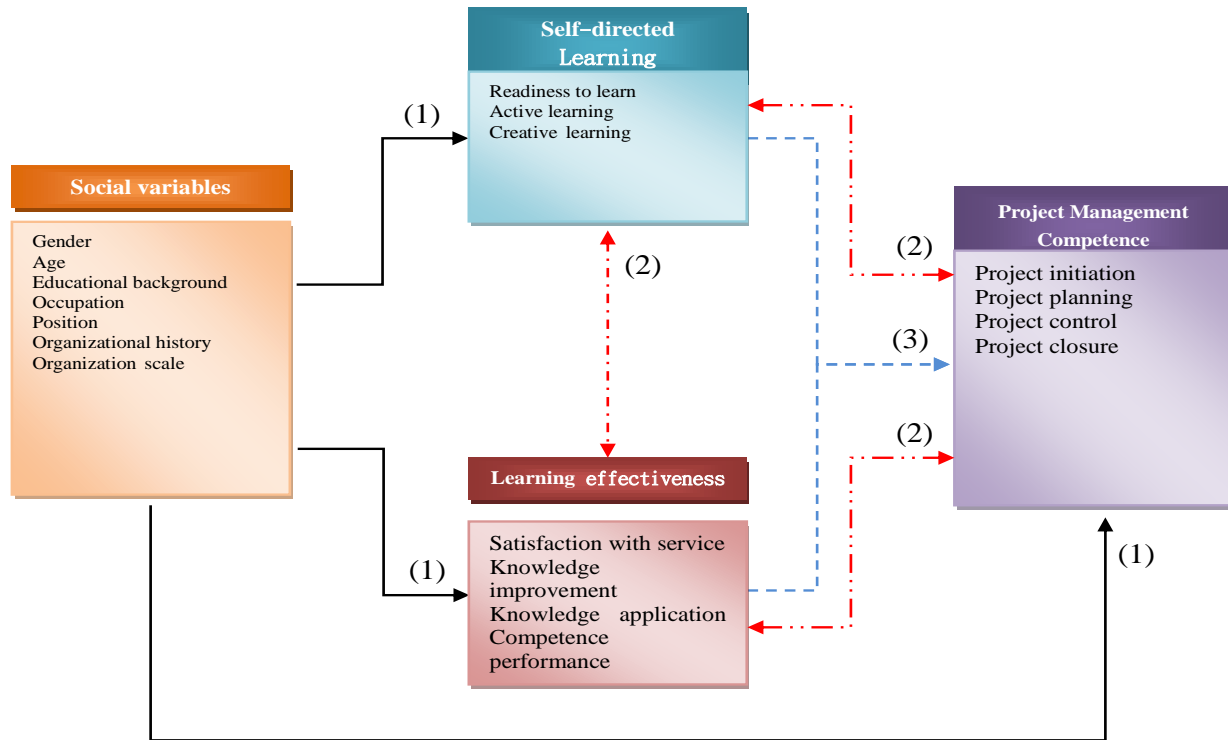 Self-directed
Learning
Readiness to learn
Active learning
Creative learning
(1)
Social variables
Gender
Age
Educational background
Occupation
Position
Organizational history
Organization scale
(2)
(2)
Project Management
Competence
Project initiation
Project planning
Project control
Project closure
(3)
(2)
Learning effectiveness
Satisfaction with service
Knowledge
improvement
Knowledge application
Competence
performance
(1)
(1)